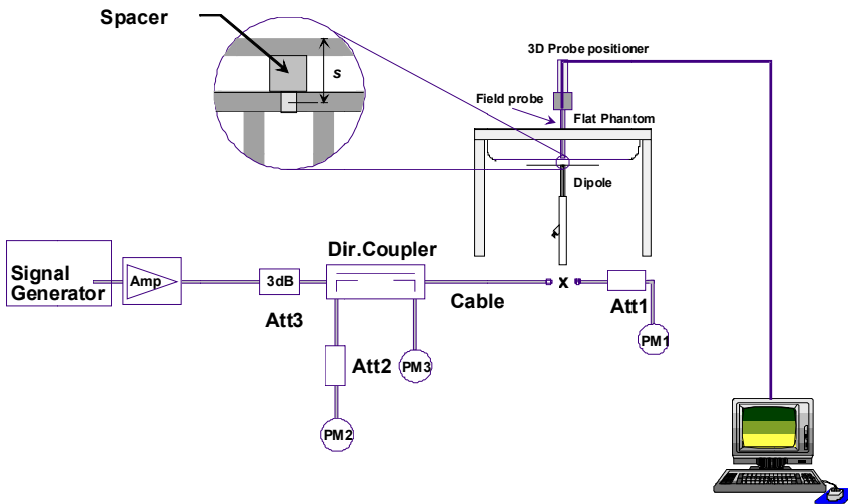 Spacer
s
3D Probe positioner
Field probe
Flat Phantom
Dipole
Dir.Coupler
Signal
Generator
Amp
3dB
Cable
x
Att1
Att3
PM1
Att2
PM3
PM2